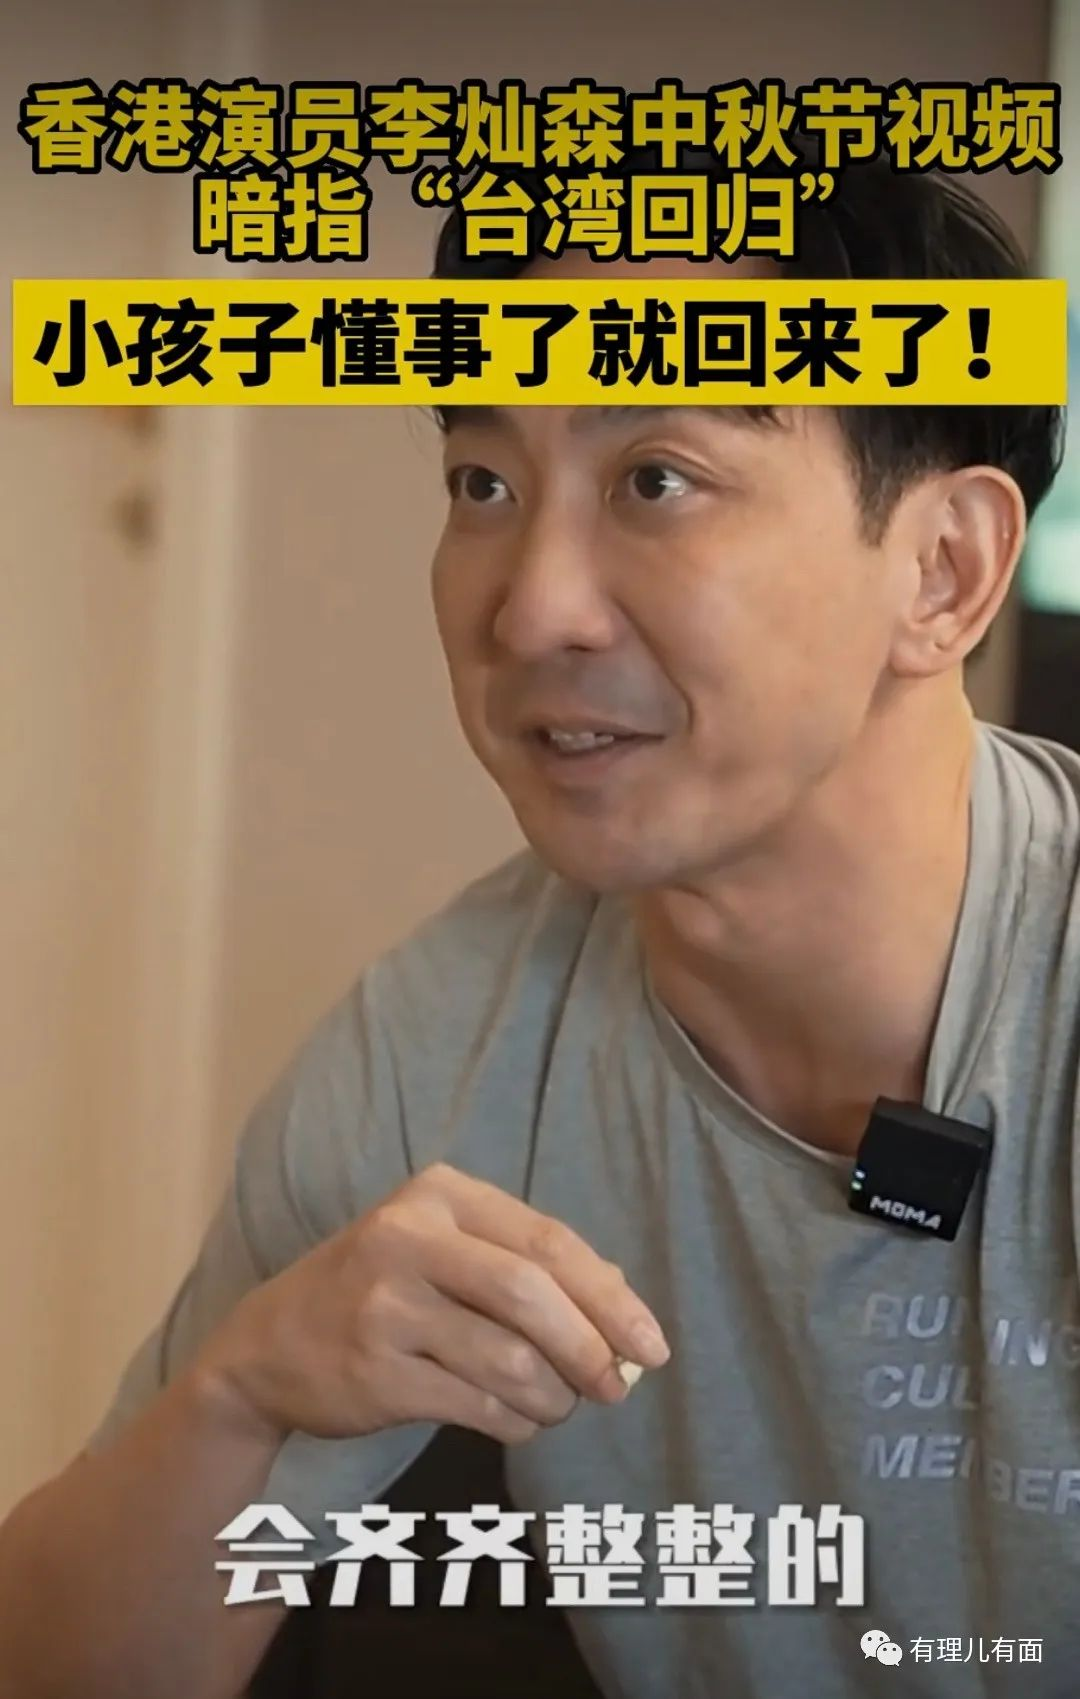 香港演员李灿森中秋节视频
暗指“台湾回归”
小孩子懂事了就回来了！
MOMA
RUNNING
CUL
MEMBER
会齐齐整整的
有理儿有面